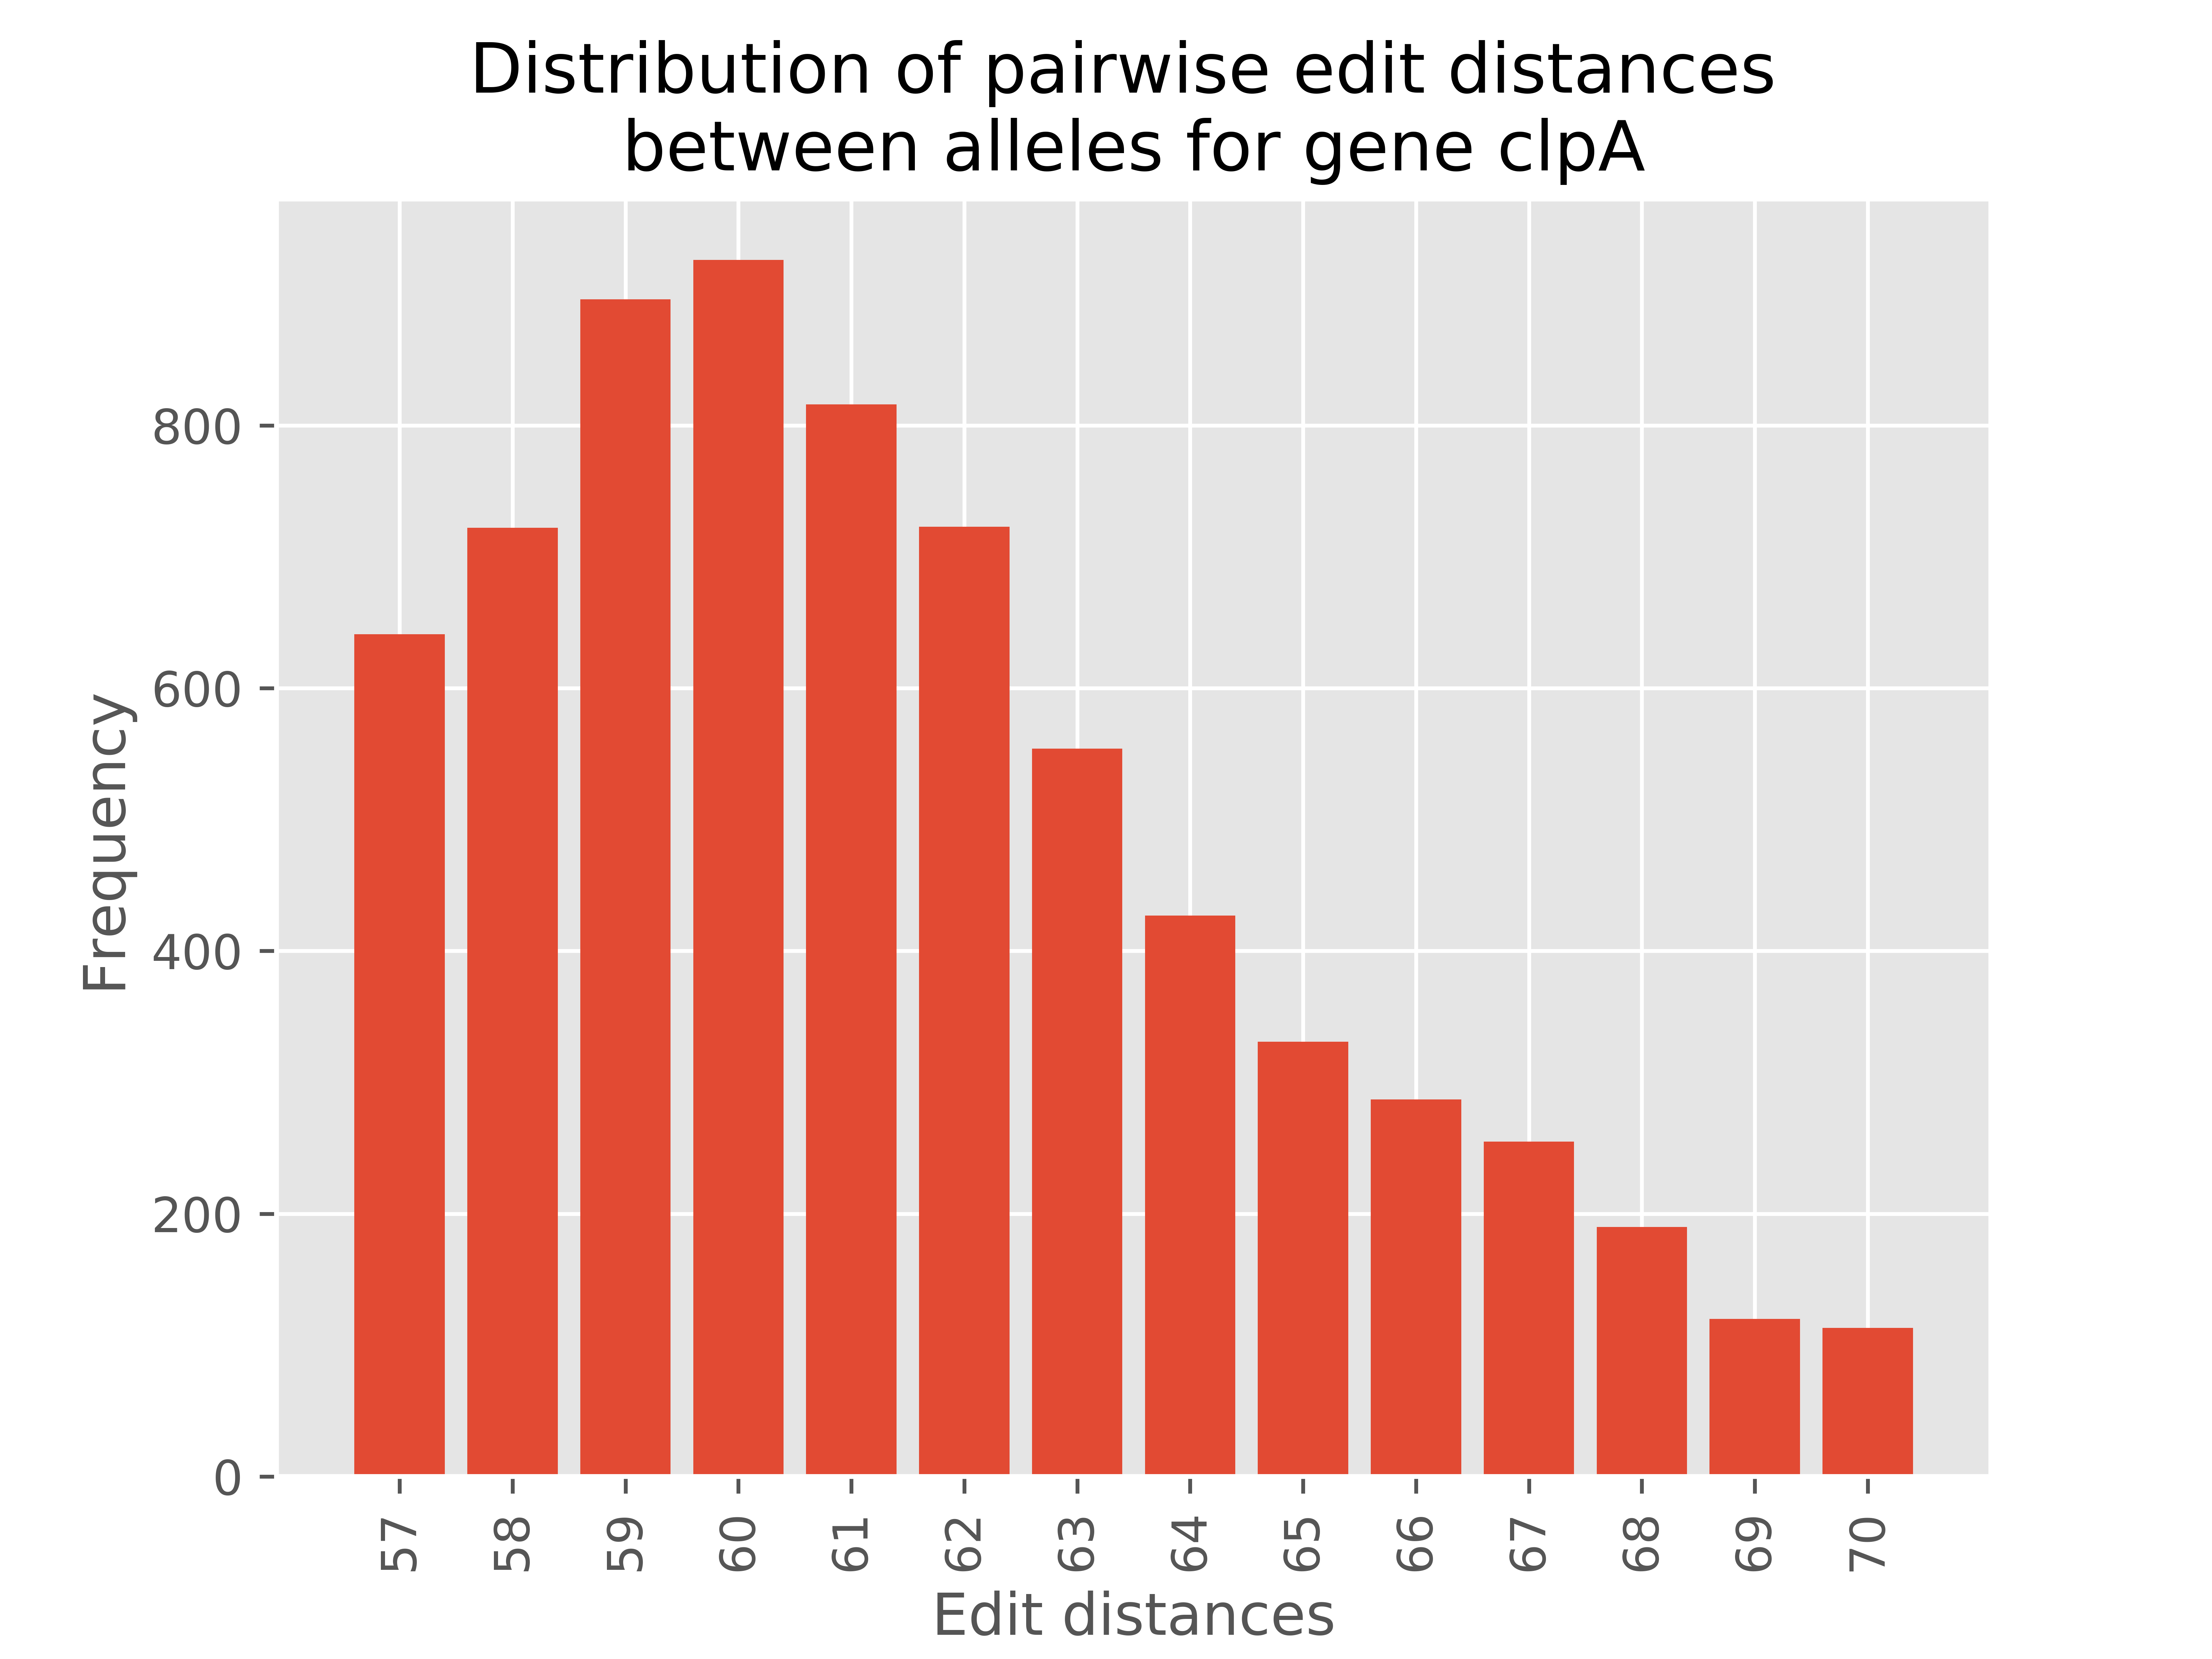 Distribution of pairwise edit distances
between alleles for gene clpA
Frequency
800
600
400
200
0
57 58 59 60 61 62 63 64 65 66 67 68 69 70
Edit distances